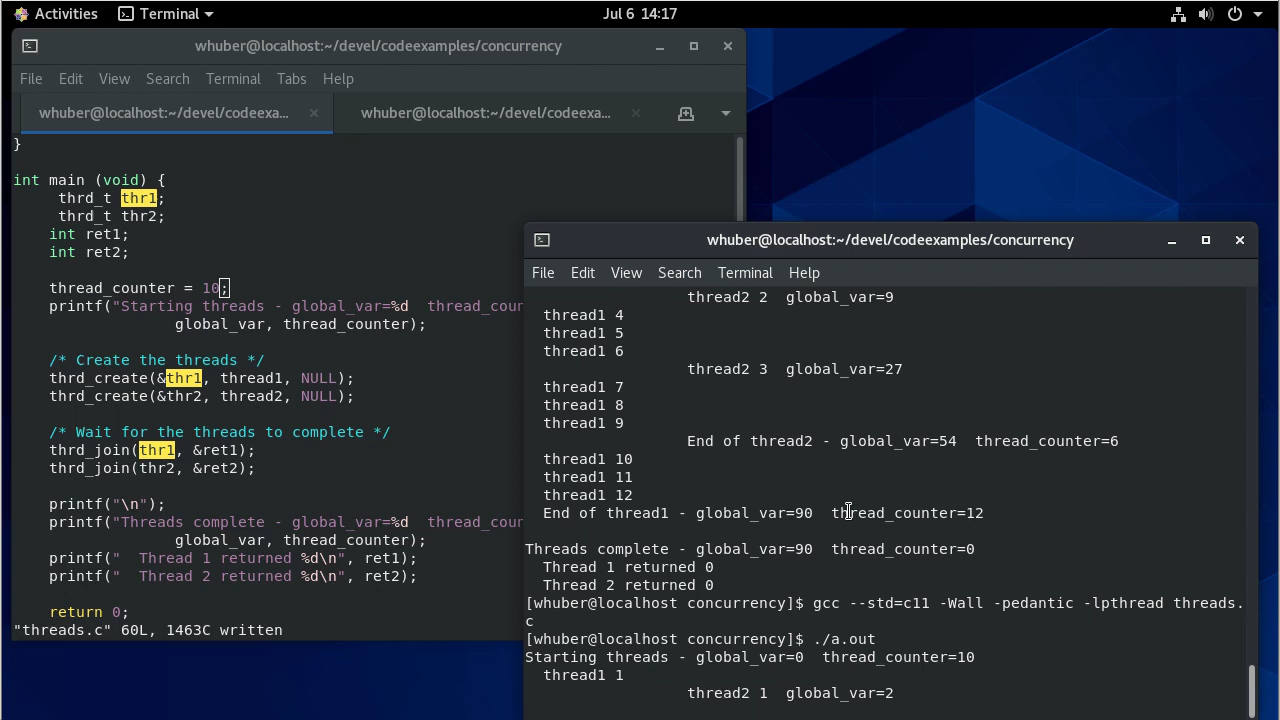 Activities Terminal Jul 6 14:17
whuber@localhost:~/devel/codeexamples/concurrency
File Edit View Search Terminal Tabs Help
whuber@localhost:~/devel/codeexa... × whuber@localhost:~/devel/codeexa... ×
}
int main (void) {
thrd_t thr1;
thrd_t thr2;
int ret1;
int ret2;
thread_counter = 10;
printf("Starting threads - global_var=%d thread_cour
global_var, thread_counter);
/* Create the threads */
thrd_create(&thr1, thread1, NULL);
thrd_create(&thr2, thread2, NULL);
/* Wait for the threads to complete */
thrd_join(thr1, &ret1);
thrd_join(thr2, &ret2);
printf("\n");
printf("Threads complete - global_var=%d thread_cour
global_var, thread_counter);
printf("  Thread 1 returned %d\n", ret1);
printf("  Thread 2 returned %d\n", ret2);
return 0;
"threads.c" 60L, 1463C written
whuber@localhost:~/devel/codeexamples/concurrency
File Edit View Search Terminal Help
thread2 2  global_var=9
thread1 4
thread1 5
thread1 6
thread2 3  global_var=27
thread1 7
thread1 8
thread1 9
End of thread2 - global_var=54  thread_counter=6
thread1 10
thread1 11
thread1 12
End of thread1 - global_var=90  thread_counter=12
Threads complete - global_var=90  thread_counter=0
Thread 1 returned 0
Thread 2 returned 0
[whuber@localhost concurrency]$ gcc --std=c11 -Wall -pedantic -lpthread threads.
c
[whuber@localhost concurrency]$ ./a.out
Starting threads - global_var=0  thread_counter=10
thread1 1
thread2 1  global_var=2